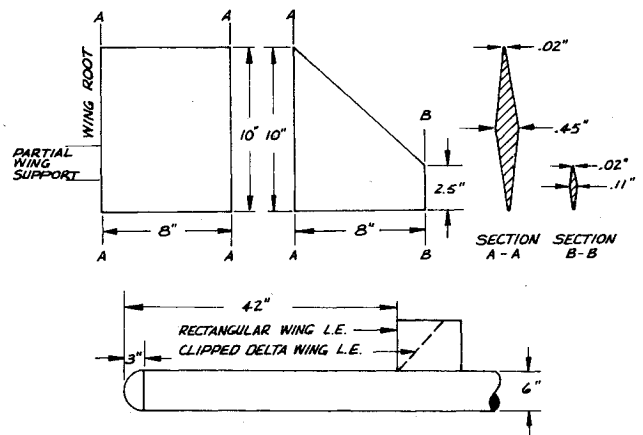 A A A
WING ROOT
PARTIAL
WING
SUPPORT
10" 10"
B
2.5"
8" 8"
A A A B
.02"
.45"
.02"
.11"
SECTION
A-A
SECTION
B-B
42"
RECTANGULAR WING L.E.
CLIPPED DELTA WING L.E.
3"
6"